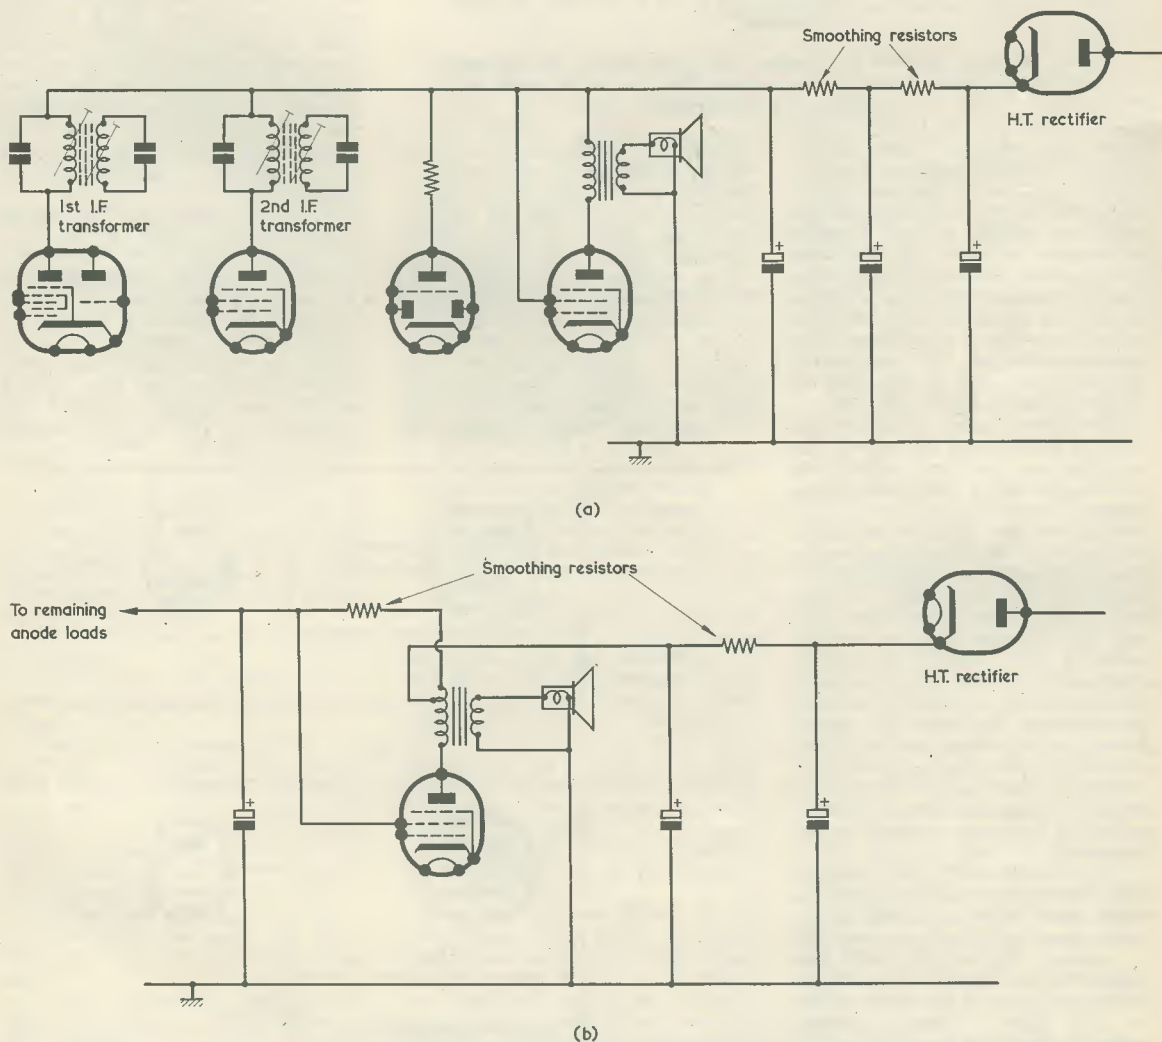 Smoothing resistors
H.T. rectifier
1st I.F.
transformer
2nd I.F.
transformer
+
+
+
(a)
Smoothing resistors
To remaining
anode loads
H.T. rectifier
+
+
+
(b)